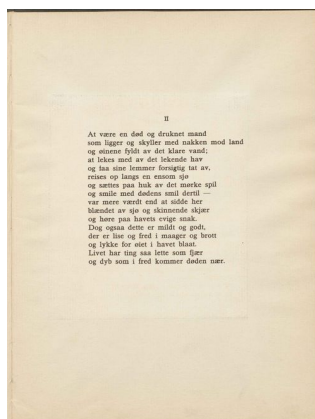 II
At være en død og druknet mand
som ligger og skyller med nakken mod land
og øinene fyldt av det klare vand;
at lekes med av det lekende hav
og faa sine lemmer forsigtig tat av,
reises op langs en ensom sjø
og sættes paa huk av det mørke spil
og smile med dødens smil dertil —
var mere værdt end at sidde her
blændet av sjø og skinnende skjær
og høre paa havets evige snak.
Dog ogsaa dette er mildt og godt,
der er lise og fred i maager og brott
og lykke for øiet i havet blaat.
Livet har ting saa lette som fjær
og dyb som i fred kommer døden nær.